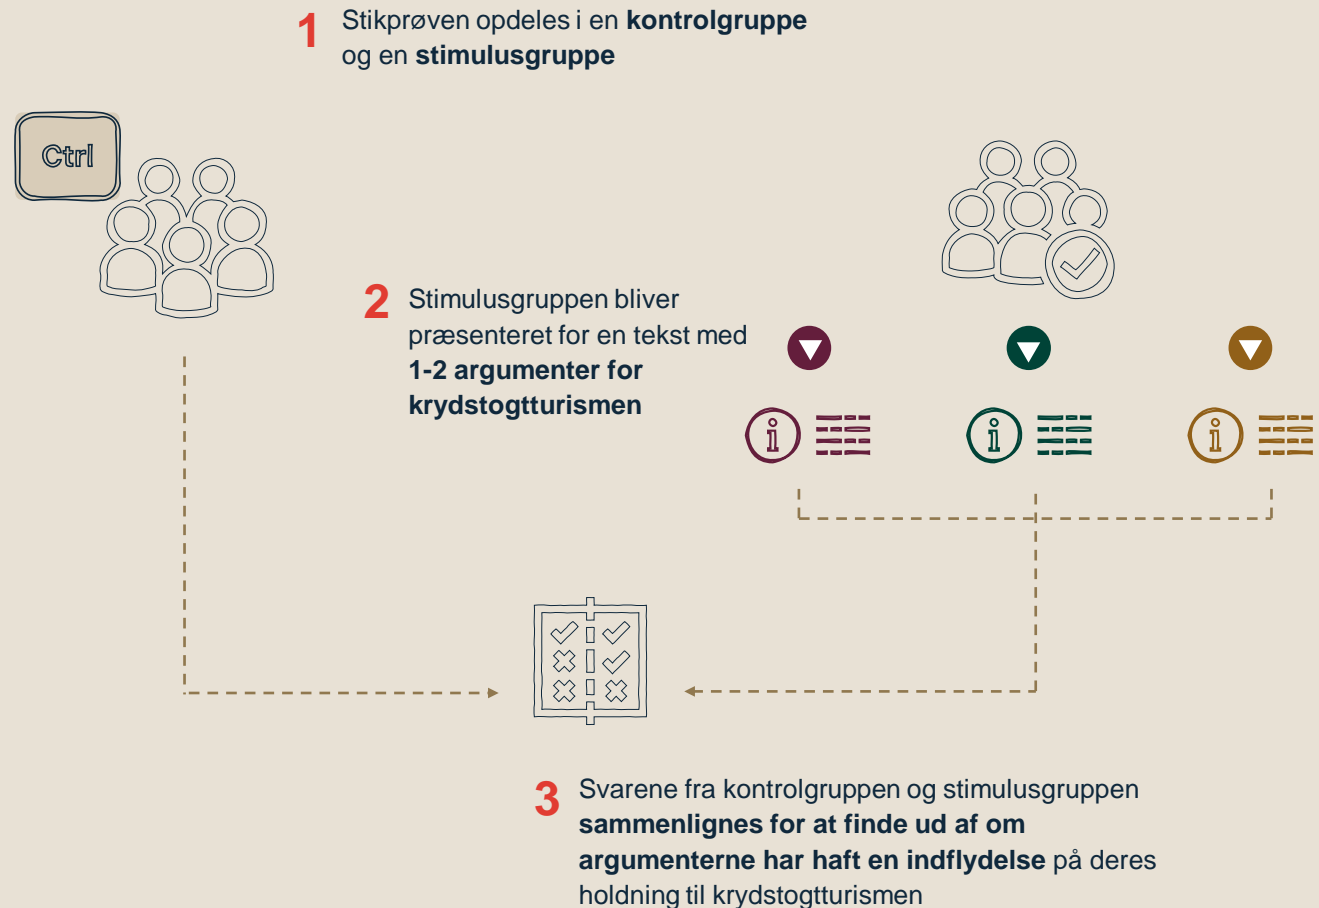 1 Stikprøven opdeles i en kontrolgruppe
og en stimulusgruppe
Ctrl
2 Stimulusgruppen bliver
præsenteret for en tekst med
1-2 argumenter for
krydstogtturismen
i
i
i
3 Svarene fra kontrolgruppen og stimulusgruppen
sammenlignes for at finde ud af om
argumenterne har haft en indflydelse på deres
holdning til krydstogtturismen